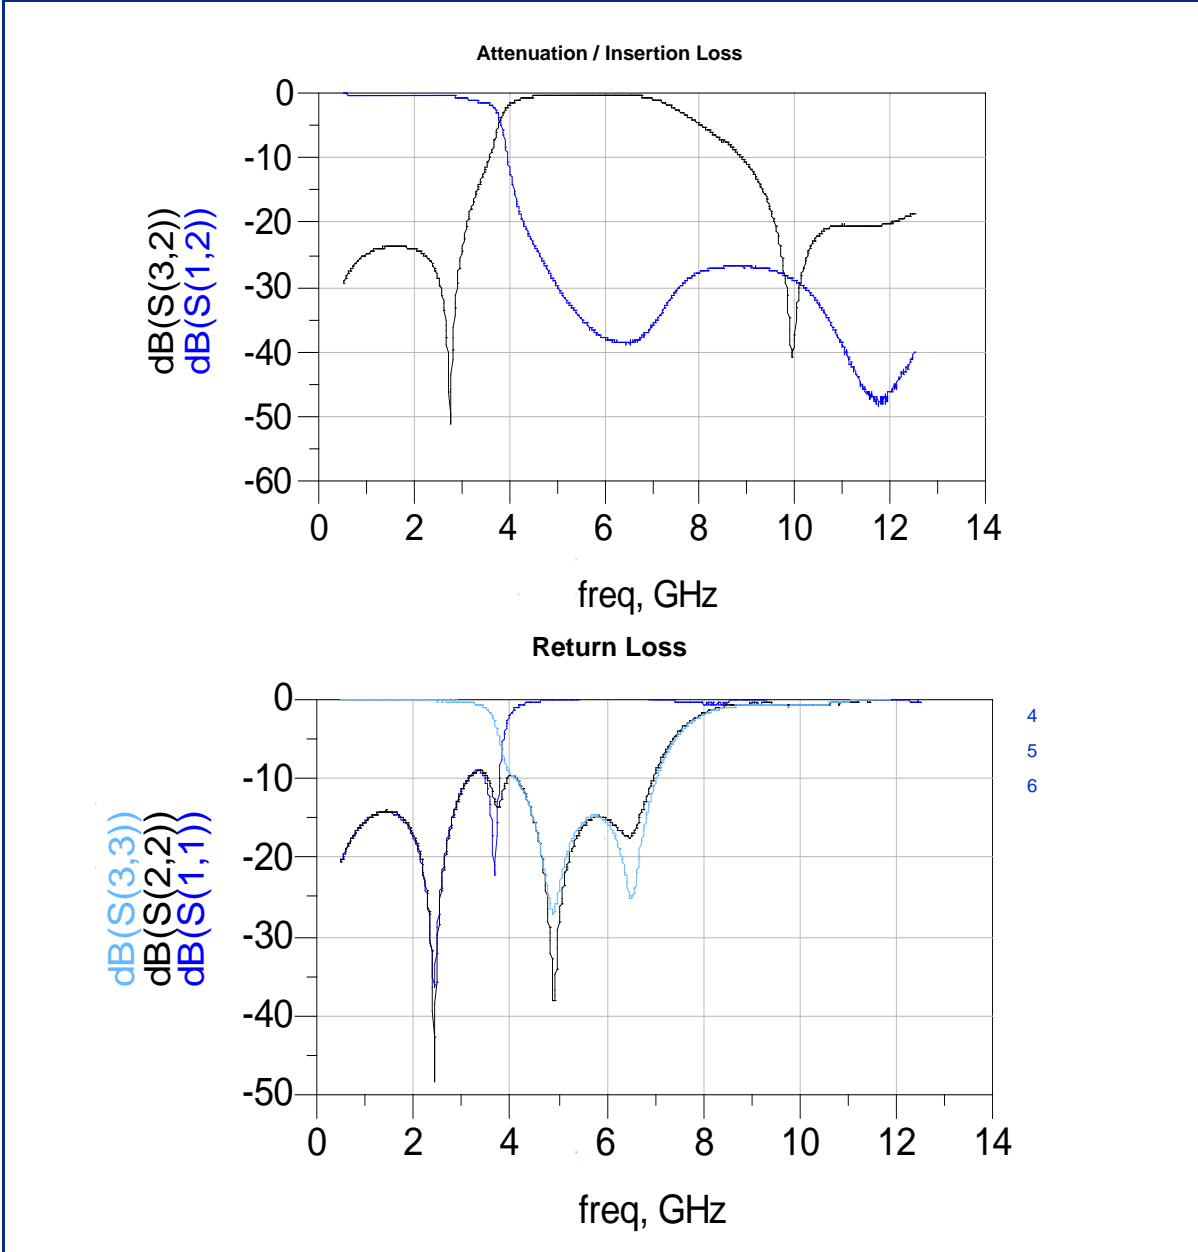 Attenuation / Insertion Loss
dB(S(3,2))
dB(S(1,2))
0
-10
-20
-30
-40
-50
-60
0 2 4 6 8 10 12 14
freq, GHz
Return Loss
dB(S(3,3))
dB(S(2,2))
dB(S(1,1))
0
-10
-20
-30
-40
-50
0 2 4 6 8 10 12 14
freq, GHz
4
5
6